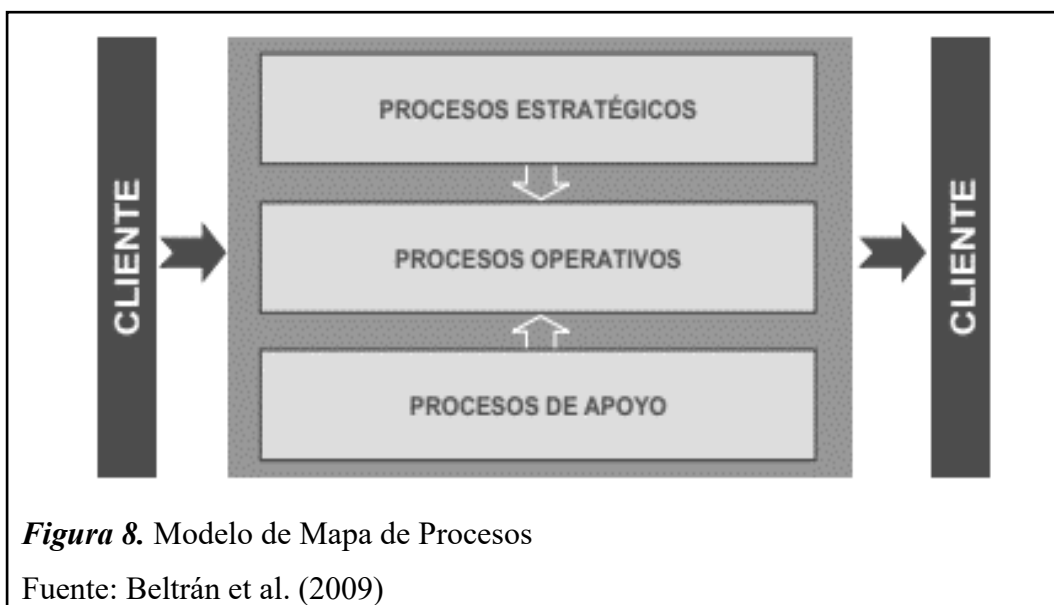 CLIENTE
PROCESOS ESTRATÉGICOS
PROCESOS OPERATIVOS
PROCESOS DE APOYO
CLIENTE
Figura 8. Modelo de Mapa de Procesos
Fuente: Beltrán et al. (2009)